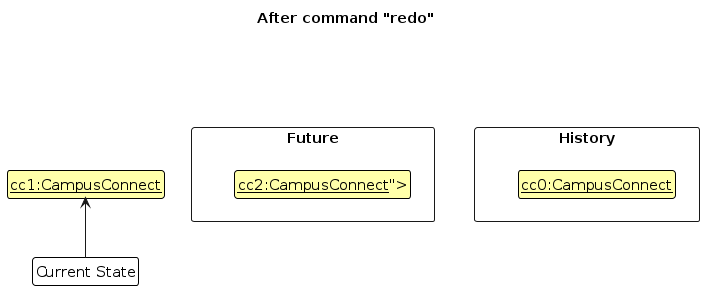 After command "redo"
Future
History
cc1:CampusConnect
cc2:CampusConnect">
cc0:CampusConnect
Current State